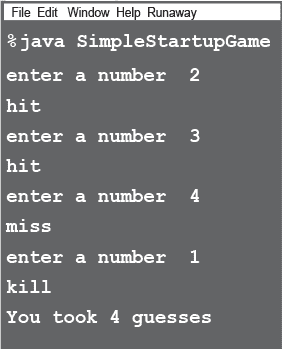 File Edit Window Help Runaway
%java SimpleStartupGame
enter a number 2
hit
enter a number 3
hit
enter a number 4
miss
enter a number 1
kill
You took 4 guesses